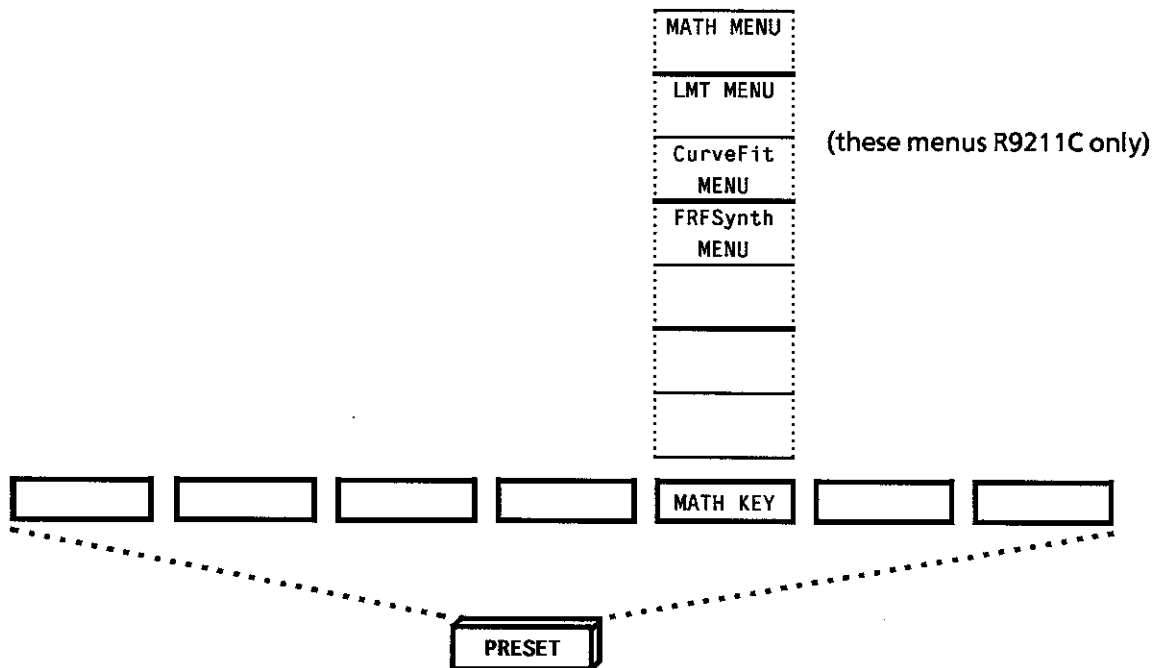 MATH MENU
LMT MENU
(these menus R9211C only)
CurveFit
MENU
FRFSynth
MENU
MATH KEY
PRESET